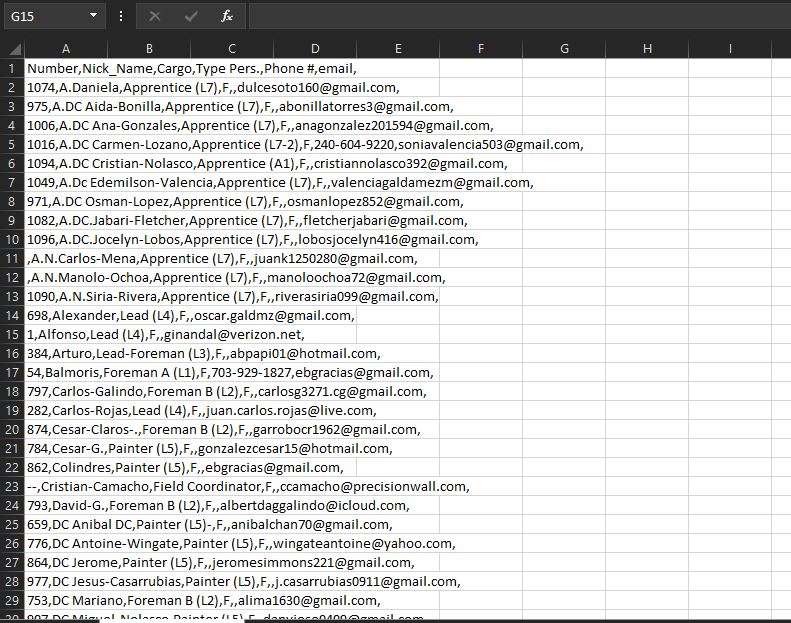 G15
fx
A B C D E F G H I
1 Number,Nick_Name,Cargo,Type Pers.,Phone #,email,
2 1074,A.Daniela,Apprentice (L7),F,,dulcesoto160@gmail.com,
3 975,A.DC Aida-Bonilla,Apprentice (L7),F,,abonillatorres3@gmail.com,
4 1006,A.DC Ana-Gonzales,Apprentice (L7),F,,anagonzalez201594@gmail.com,
5 1016,A.DC Carmen-Lozano,Apprentice (L7-2),F,240-604-9220,soniavalencia503@gmail.com,
6 1094,A.DC Cristian-Nolasco,Apprentice (A1),F,,cristiannolasco392@gmail.com,
7 1049,A.Dc Edemilson-Valencia,Apprentice (L7),F,,valenciagaldamezm@gmail.com,
8 971,A.DC Osman-Lopez,Apprentice (L7),F,,osmanlopez852@gmail.com,
9 1082,A.DC.Jabari-Fletcher,Apprentice (L7),F,,fletcherjabari@gmail.com,
10 1096,A.DC.Jocelyn-Lobos,Apprentice (L7),F,,lobosjocelyn416@gmail.com,
11 ,A.N.Carlos-Mena,Apprentice (L7),F,,juank1250280@gmail.com,
12 ,A.N.Manolo-Ochoa,Apprentice (L7),F,,manoloochoa72@gmail.com,
13 1090,A.N.Siria-Rivera,Apprentice (L7),F,,riverasiria099@gmail.com,
14 698,Alexander,Lead (L4),F,,oscar.galdmz@gmail.com,
15 1,Alfonso,Lead (L4),F,,ginandal@verizon.net,
16 384,Arturo,Lead-Foreman (L3),F,,abpapi01@hotmail.com,
17 54,Balmoris,Foreman A (L1),F,703-929-1827,ebgracias@gmail.com,
18 797,Carlos-Galindo,Foreman B (L2),F,,carlosg3271.cg@gmail.com,
19 282,Carlos-Rojas,Lead (L4),F,,juan.carlos.rojas@live.com,
20 874,Cesar-Claros-.,Foreman B (L2),F,,garrobocr1962@gmail.com,
21 784,Cesar-G.,Painter (L5),F,,gonzalezcesar15@hotmail.com,
22 862,Colindres,Painter (L5),F,,ebgracias@gmail.com,
23 --,Cristian-Camacho,Field Coordinator,F,,ccamacho@precisionwall.com,
24 793,David-G.,Foreman B (L2),F,,albertdaggalindo@icloud.com,
25 659,DC Anibal DC,Painter (L5)-,F,,anibalchan70@gmail.com,
26 776,DC Antoine-Wingate,Painter (L5),F,,wingateantoine@yahoo.com,
27 864,DC Jerome,Painter (L5),F,,jeromesimmons221@gmail.com,
28 977,DC Jesus-Casarrubias,Painter (L5),F,,j.casarrubias0911@gmail.com,
29 753,DC Mariano,Foreman B (L2),F,,alima1630@gmail.com,
30 907,DC Miguel-Nolasco,Painter (L5),F,,